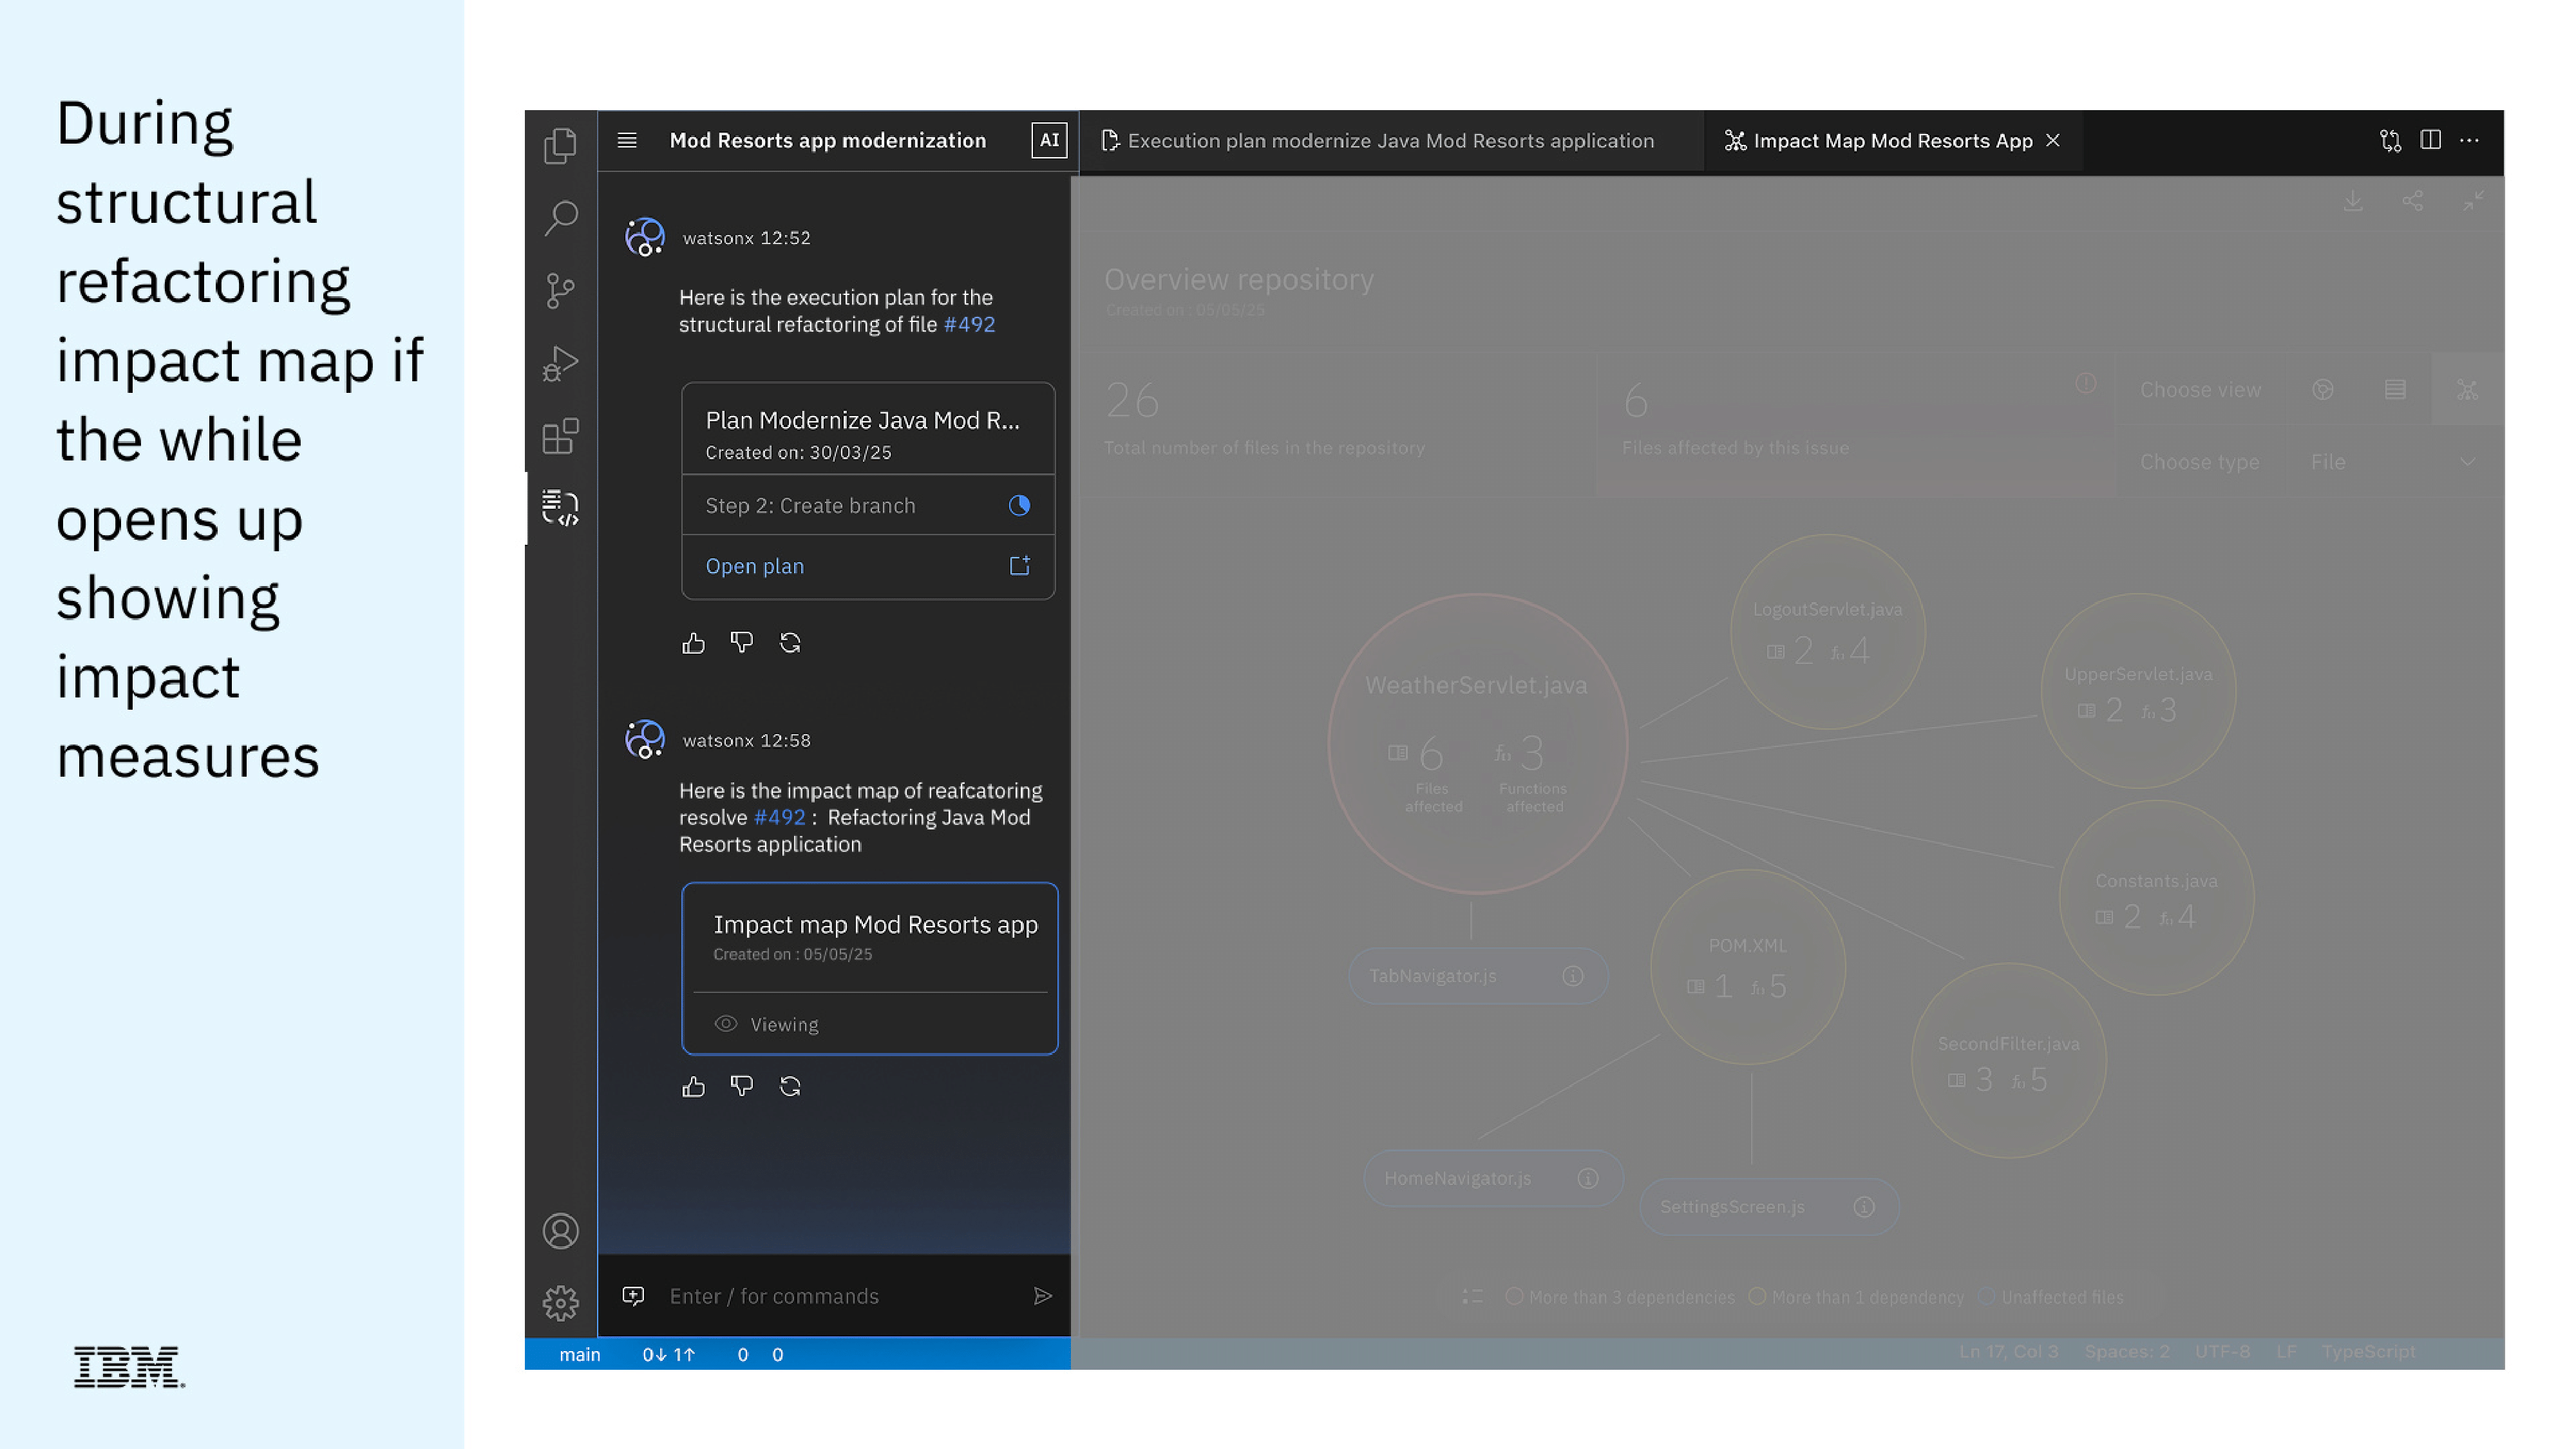 During
structural
refactoring
impact map if
the while
opens up
showing
impact
measures
IBM
Mod Resorts app modernization
AI
Execution plan modernize Java Mod Resorts application
Impact Map Mod Resorts App
watsonx 12:52
Here is the execution plan for the
structural refactoring of file #492
Plan Modernize Java Mod R...
Created on: 30/03/25
Step 2: Create branch
Open plan
watsonx 12:58
Here is the impact map of reafcatoring
resolve #492 : Refactoring Java Mod
Resorts application
Impact map Mod Resorts app
Created on : 05/05/25
Viewing
Enter / for commands
main 0↓ 1↑ 0 0
Overview repository
Created on : 05/05/25
26
Total number of files in the repository
6
Files affected by this issue
Choose view
Choose type File
WeatherServlet.java
6 fn 3
Files affected
Functions affected
LogoutServlet.java
2 fn 4
UpperServlet.java
2 fn 3
Constants.java
2 fn 4
POM.XML
1 fn 5
SecondFilter.java
3 fn 5
TabNavigator.js
HomeNavigator.js
SettingsScreen.js
More than 3 dependencies More than 1 dependency Unaffected files
Ln 17, Col 3 Spaces: 2 UTF-8 LF TypeScript